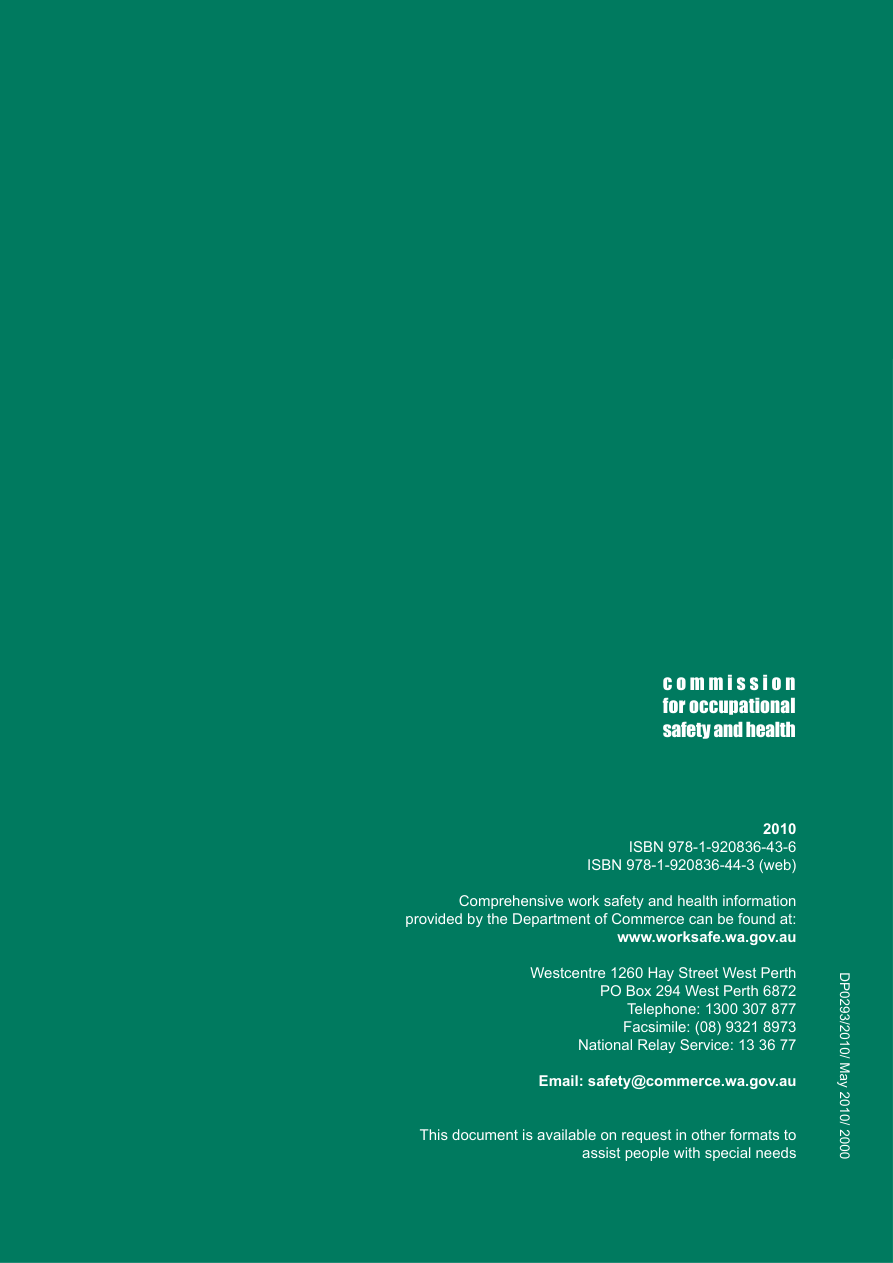 commission
for occupational
safety and health
2010
ISBN 978-1-920836-43-6
ISBN 978-1-920836-44-3 (web)
Comprehensive work safety and health information
provided by the Department of Commerce can be found at:
www.worksafe.wa.gov.au
Westcentre 1260 Hay Street West Perth
PO Box 294 West Perth 6872
Telephone: 1300 307 877
Facsimile: (08) 9321 8973
National Relay Service: 13 36 77
Email: safety@commerce.wa.gov.au
This document is available on request in other formats to
assist people with special needs
DP0293/2010/ May 2010/ 2000